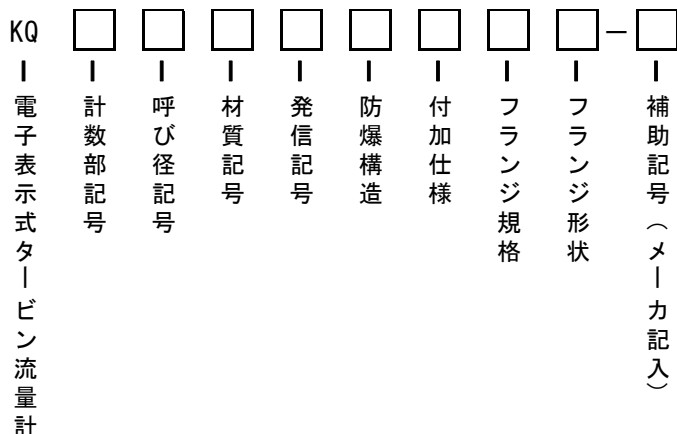 KQ □ □ □ □ □ □ □ □ － □
電子表示式タービン流量計
計数部記号
呼び径記号
材質記号
発信記号
防爆構造
付加仕様
フランジ規格
フランジ形状
補助記号（メーカ記入）